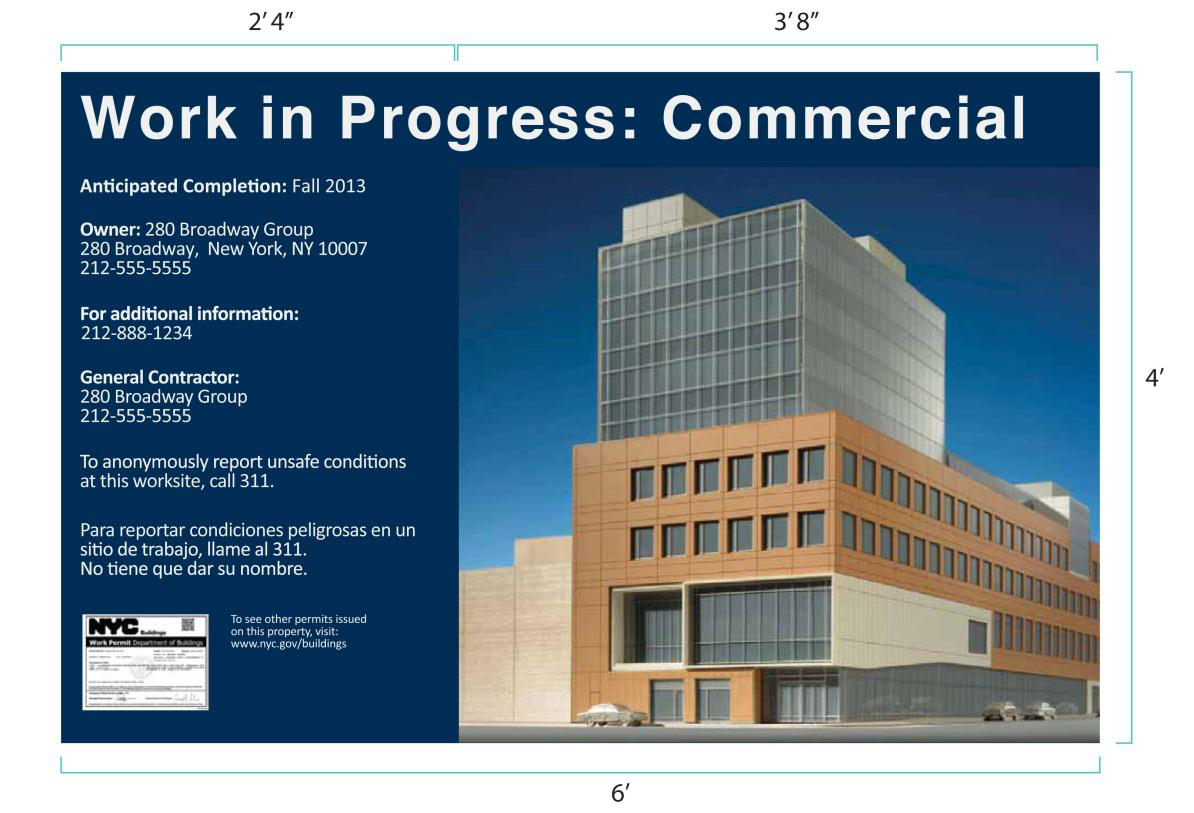 2’ 4”
3’ 8”
Work in Progress: Commercial
Anticipated Completion: Fall 2013
Owner: 280 Broadway Group
280 Broadway, New York, NY 10007
212-555-5555
For additional information:
212-888-1234
General Contractor:
280 Broadway Group
212-555-5555
To anonymously report unsafe conditions
at this worksite, call 311.
Para reportar condiciones peligrosas en un
sitio de trabajo, llame al 311.
No tiene que dar su nombre.
NYC Buildings
Work Permit Department of Buildings
To see other permits issued
on this property, visit:
www.nyc.gov/buildings
4’
6’